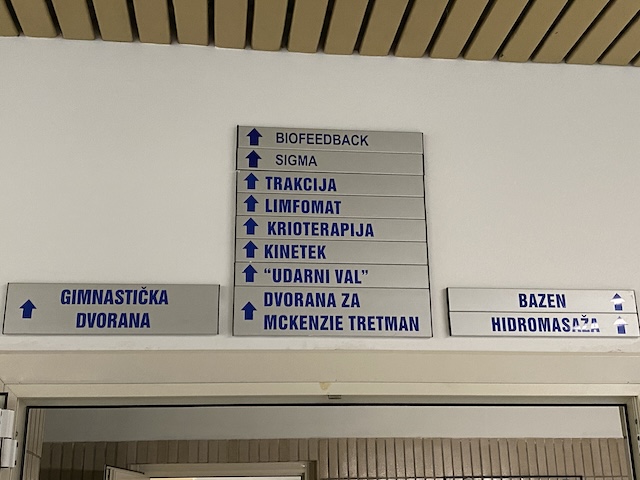 GIMNASTIČKA
DVORANA
BIOFEEDBACK
SIGMA
TRAKCIJA
LIMFOMAT
KRIOTERAPIJA
KINETEK
“UDARNI VAL”
DVORANA ZA
MCKENZIE TRETMAN
BAZEN
HIDROMASAŽA